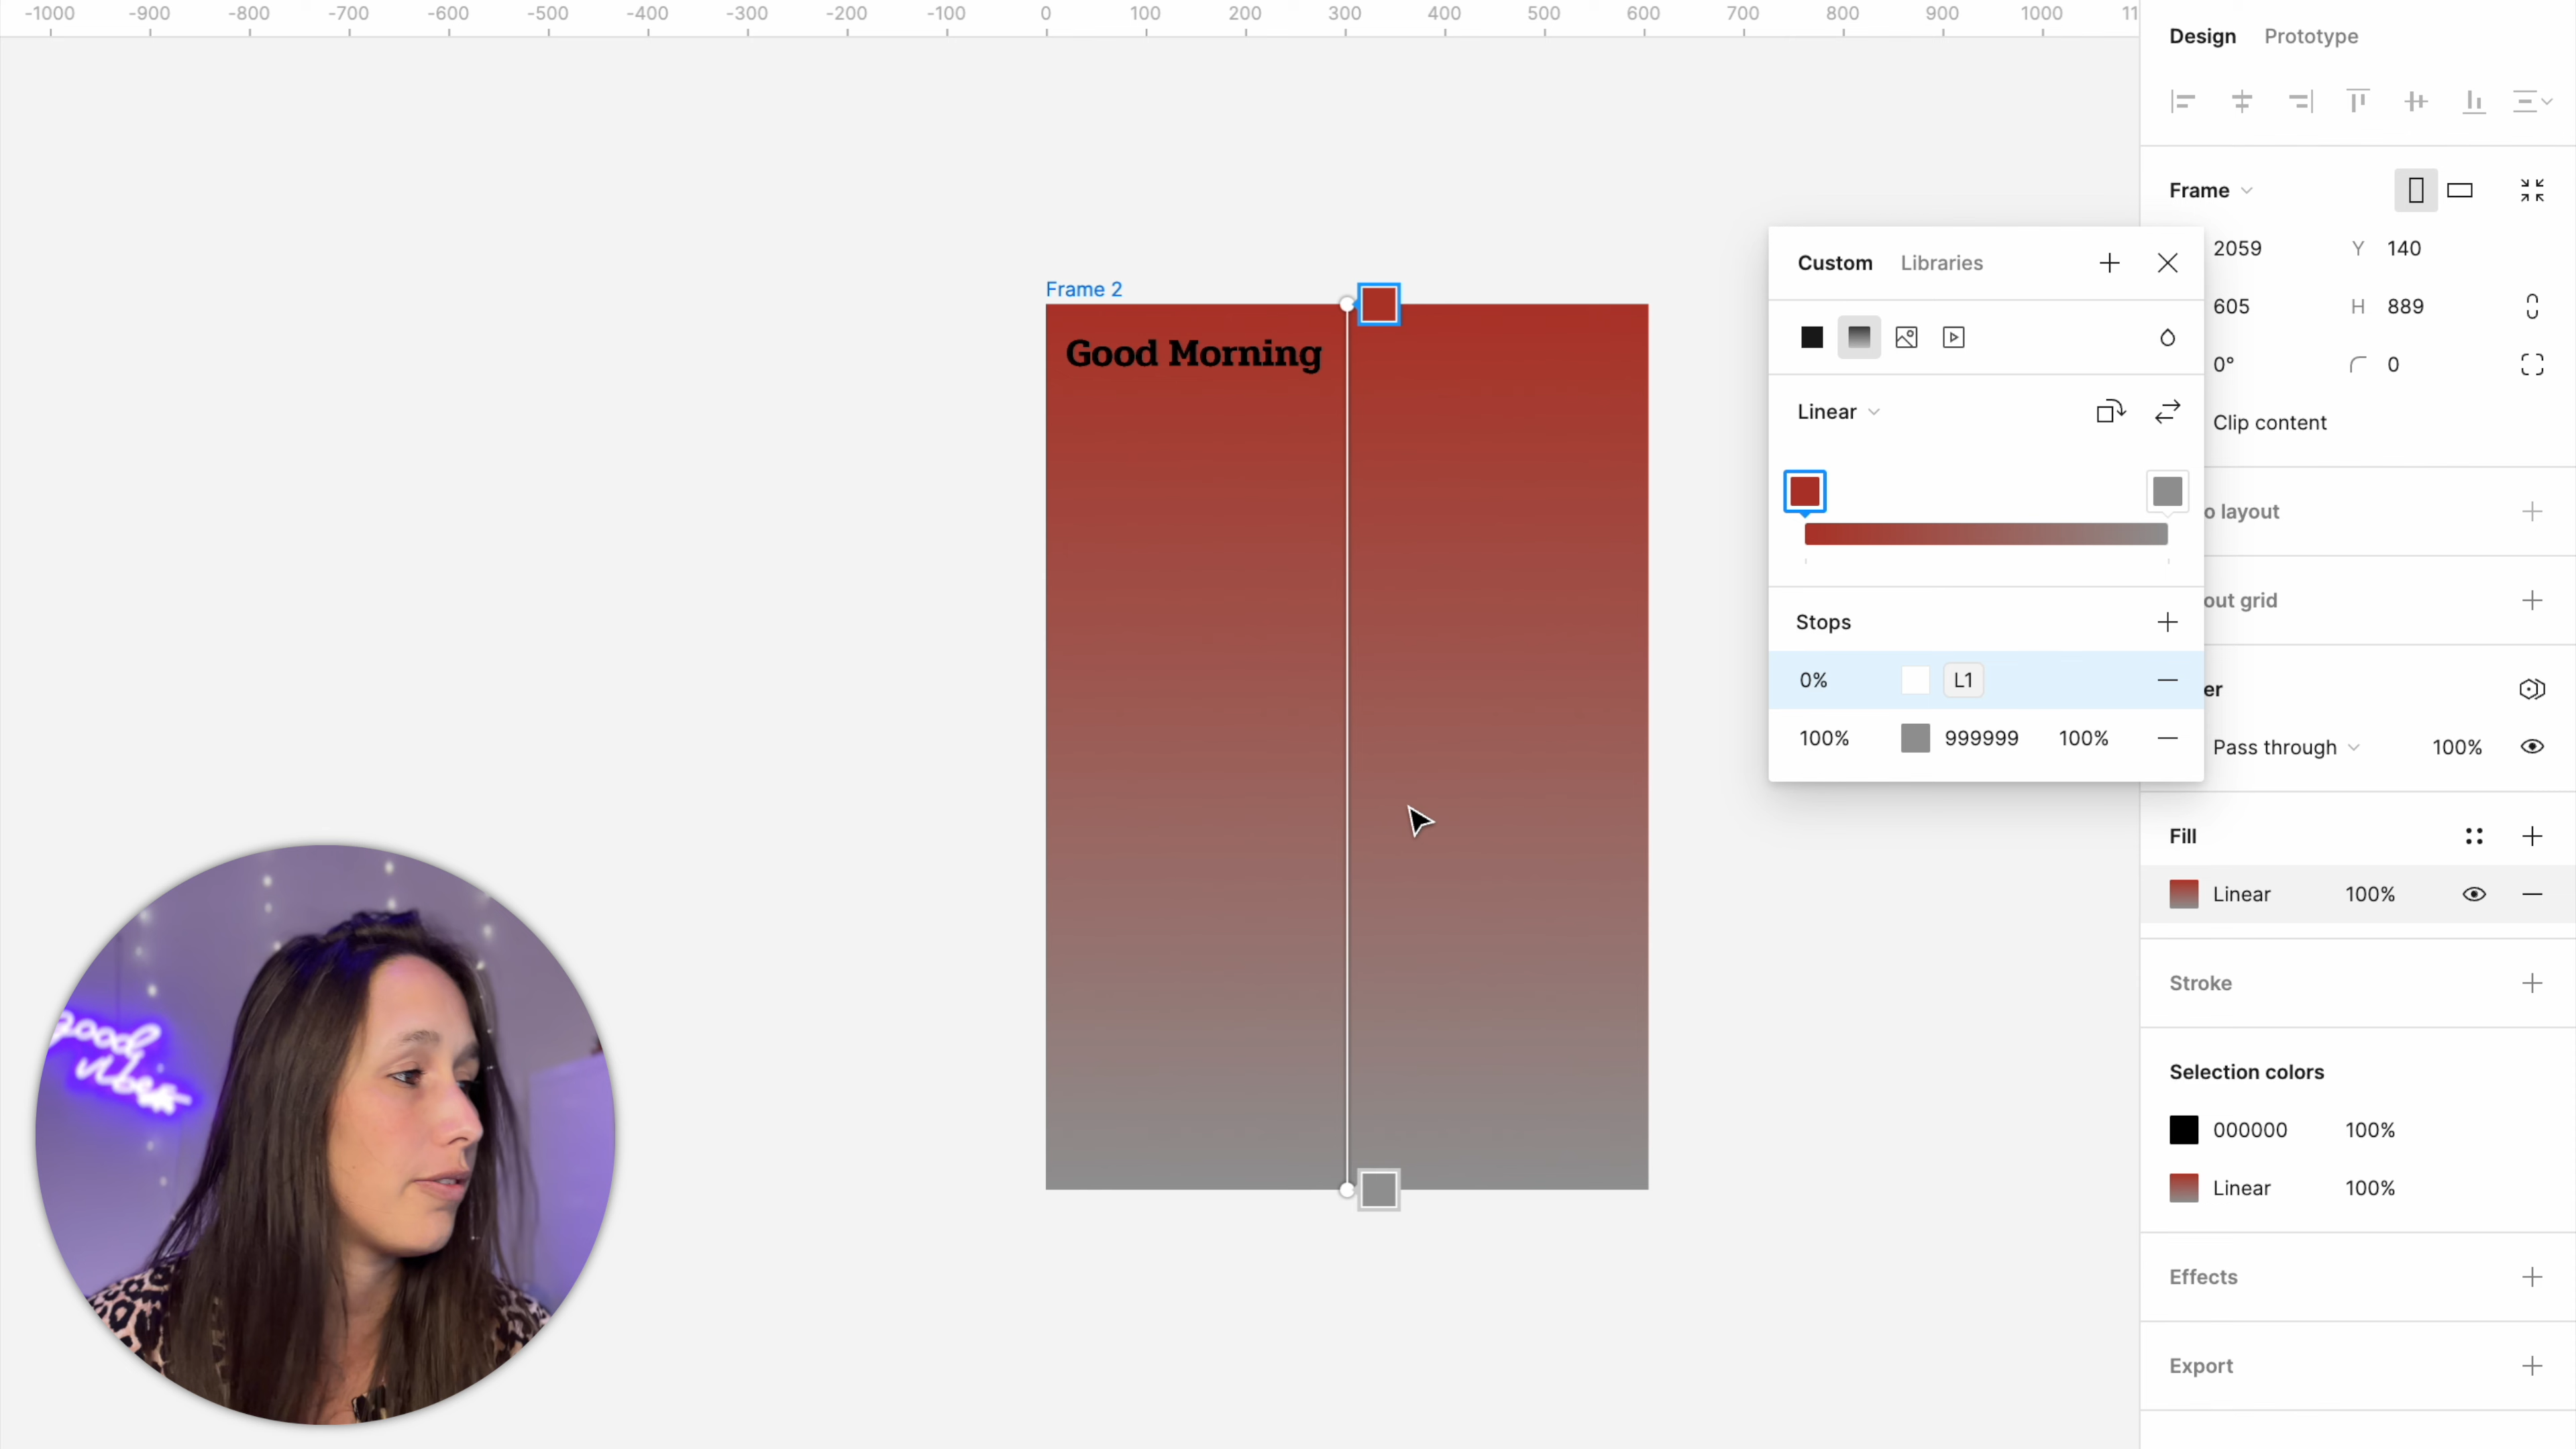 -1000 -900 -800 -700 -600 -500 -400 -300 -200 -100 0 100 200 300 400 500 600 700 800 900 1000 11
Design Prototype
Frame
2059 Y 140
605 H 889
0° 0
Clip content
o layout
out grid
er
Pass through 100%
Fill
Linear 100%
Stroke
Selection colors
000000 100%
Linear 100%
Effects
Export
Custom Libraries
Linear
Stops
0% L1
100% 999999 100%
Frame 2
Good Morning
good
vibes